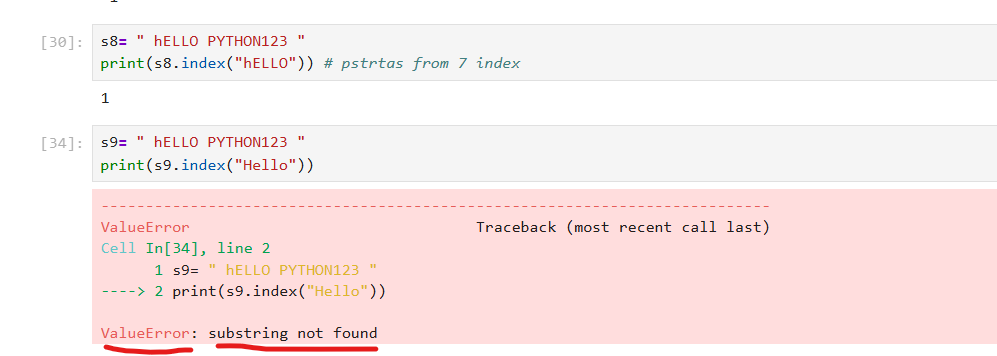 [30]: s8= " hELLO PYTHON123 "
print(s8.index("hELLO")) # pstrtas from 7 index
1
[34]: s9= " hELLO PYTHON123 "
print(s9.index("Hello"))
---------------------------------------------------------------------------
ValueError Traceback (most recent call last)
Cell In[34], line 2
1 s9= " hELLO PYTHON123 "
----> 2 print(s9.index("Hello"))
ValueError: substring not found